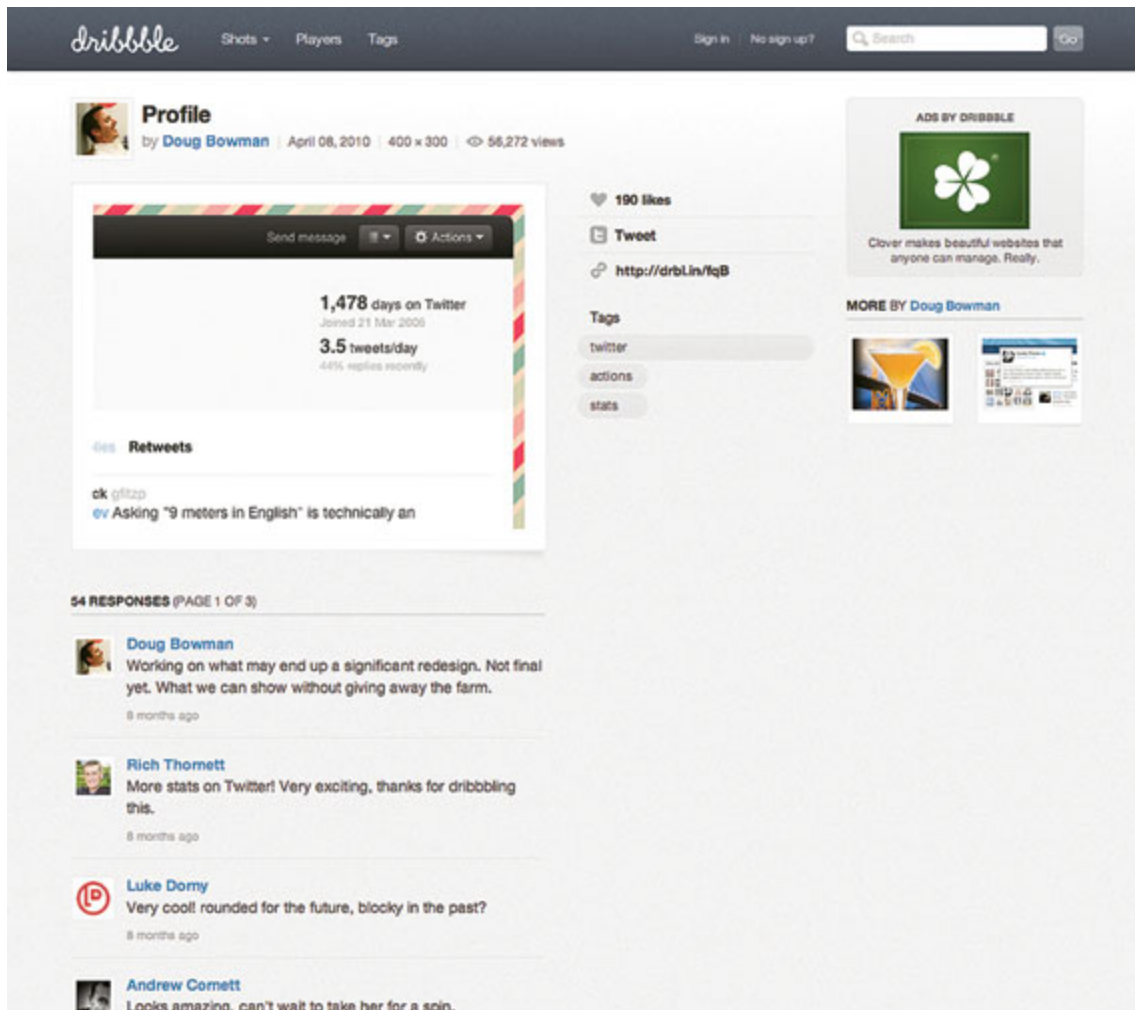 dribbble
Shots Players Tags
Sign in No sign up? Search Go
Profile
by Doug Bowman April 08, 2010 400 × 300 56,272 views
Send message Actions
1,478 days on Twitter
Joined 21 Mar 2006
3.5 tweets/day
44% replies recently
Retweets
ck gfitzp
ev Asking "9 meters in English" is technically an
190 likes
Tweet
http://drbl.in/fqB
Tags
twitter
actions
stats
ADS BY DRIBBBLE
Clover makes beautiful websites that
anyone can manage. Really.
MORE BY Doug Bowman
54 RESPONSES (PAGE 1 OF 3)
Doug Bowman
Working on what may end up a significant redesign. Not final
yet. What we can show without giving away the farm.
8 months ago
Rich Thornett
More stats on Twitter! Very exciting, thanks for dribbbling
this.
8 months ago
Luke Dorny
Very cool! rounded for the future, blocky in the past?
8 months ago
Andrew Cornett
Looks amazing, can't wait to take her for a spin.